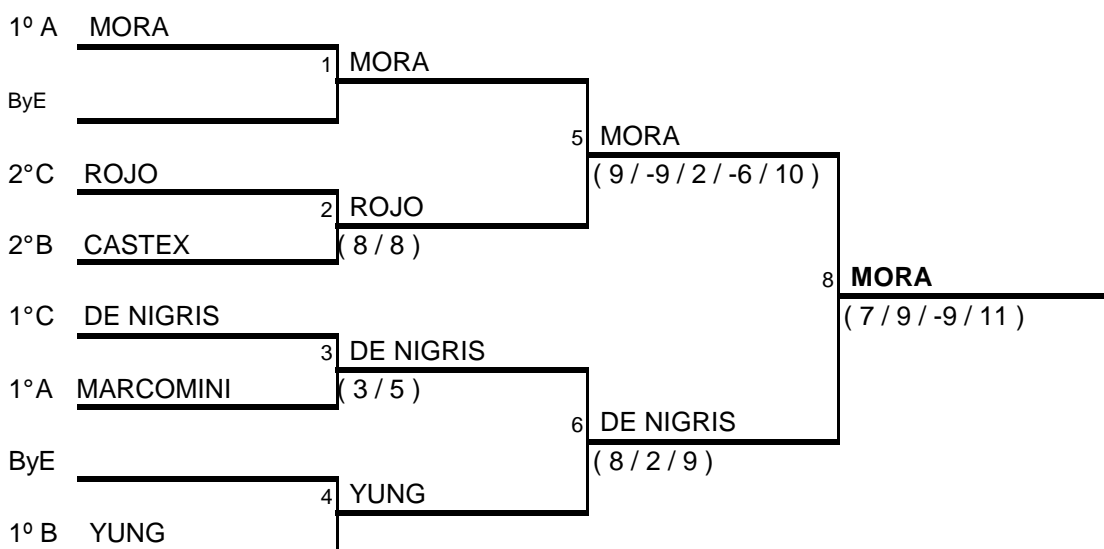 1º A MORA
1 MORA
ByE
5 MORA
( 9 / -9 / 2 / -6 / 10 )
2°C ROJO
2 ROJO
2°B CASTEX ( 8 / 8 )
8 MORA
( 7 / 9 / -9 / 11 )
1°C DE NIGRIS
3 DE NIGRIS
1°A MARCOMINI ( 3 / 5 )
6 DE NIGRIS
ByE ( 8 / 2 / 9 )
4 YUNG
1º B YUNG